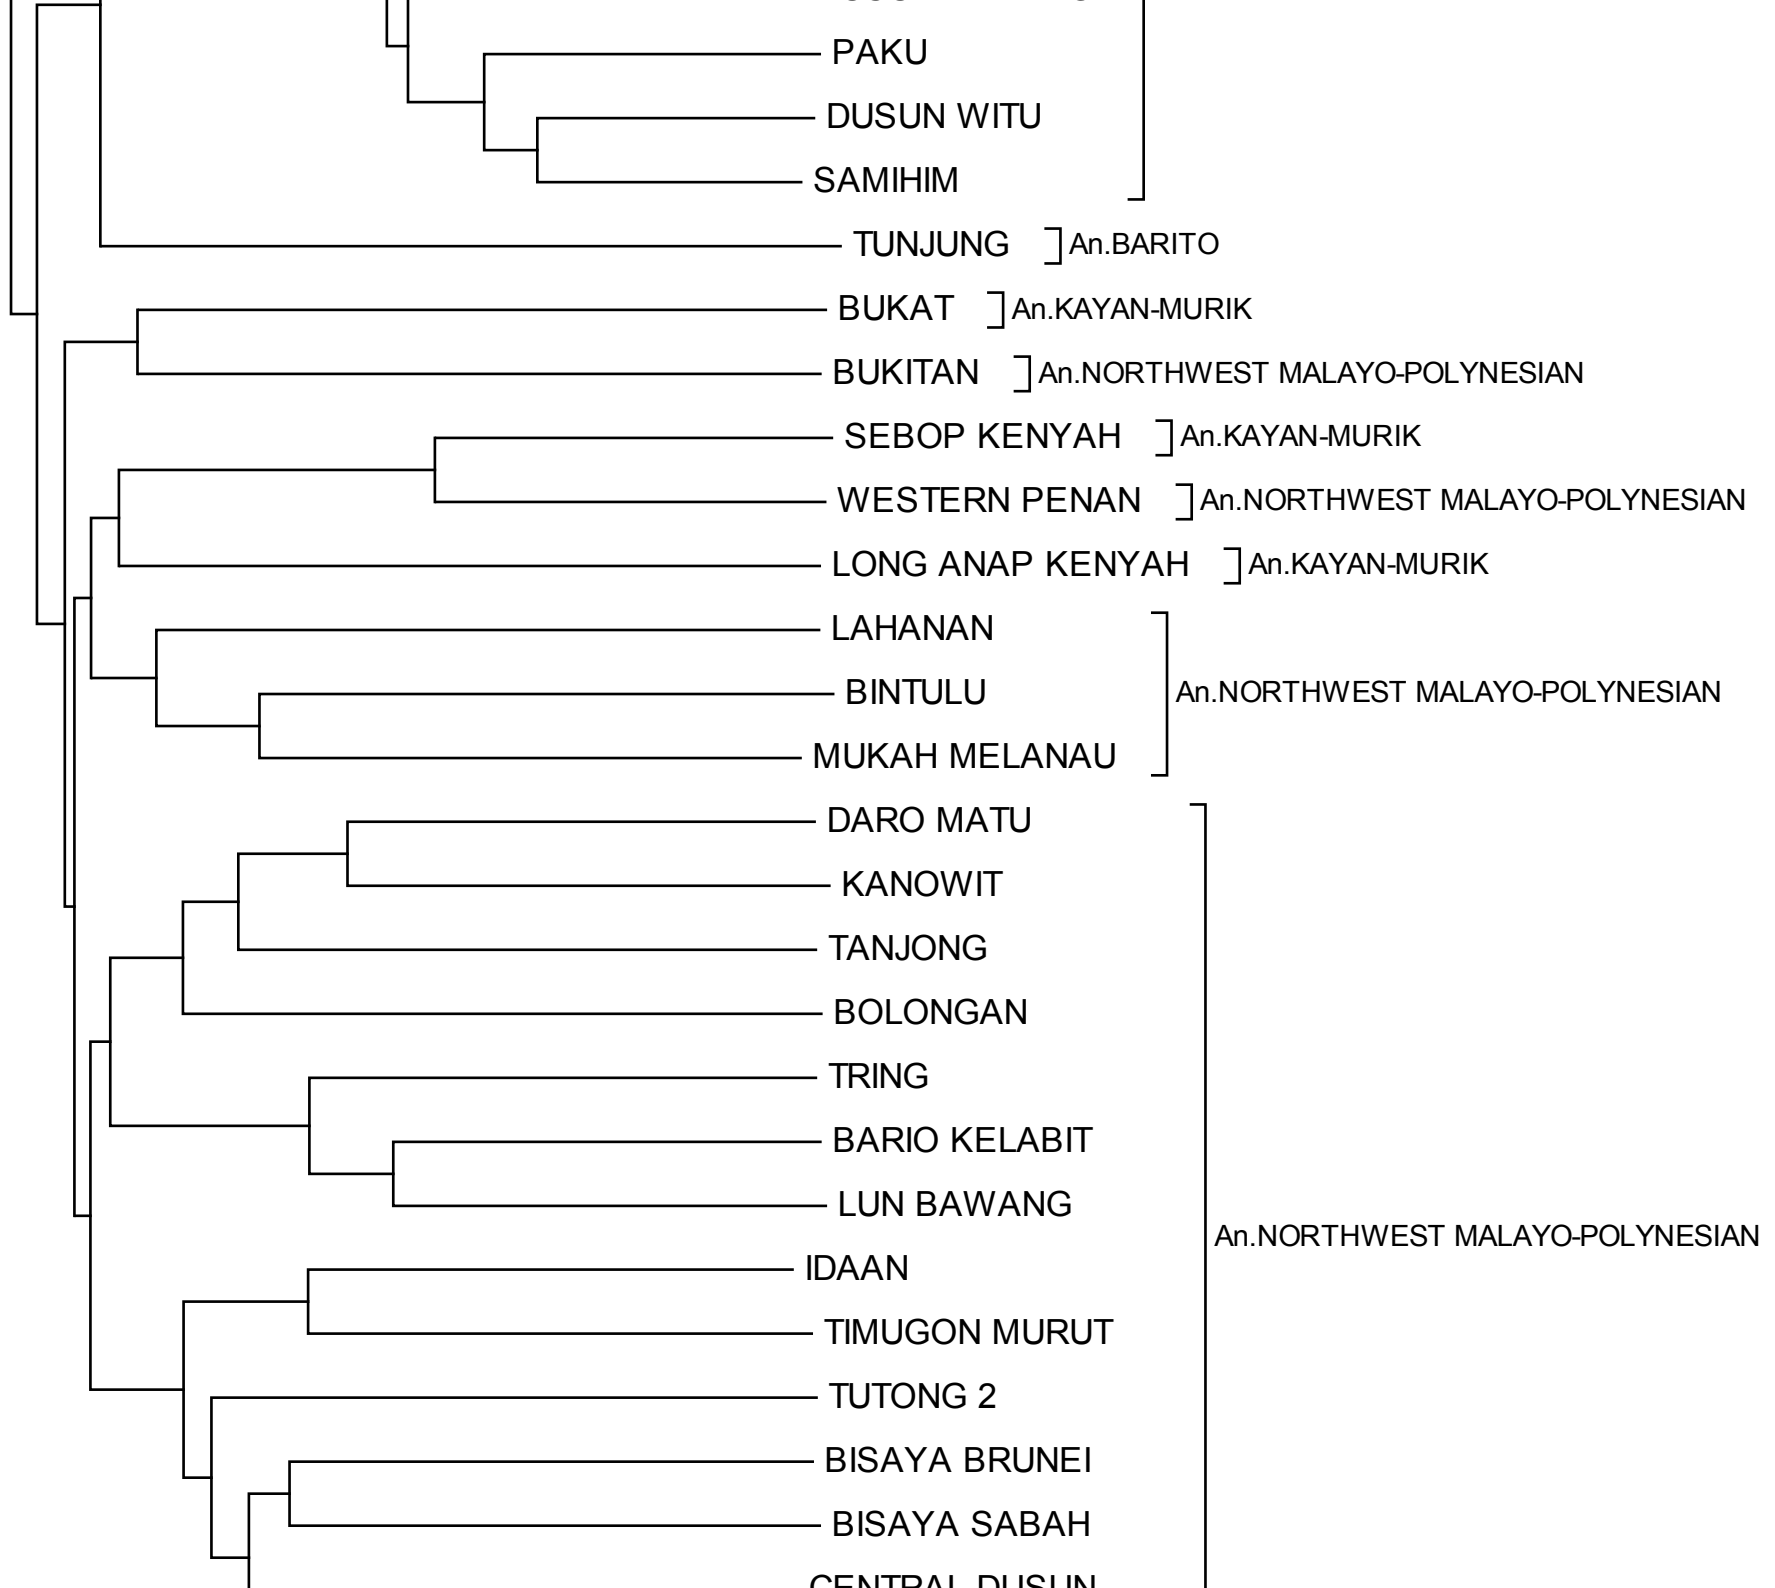 PAKU
DUSUN WITU
SAMIHIM
TUNJUNG An.BARITO
BUKAT An.KAYAN-MURIK
BUKITAN An.NORTHWEST MALAYO-POLYNESIAN
SEBOP KENYAH An.KAYAN-MURIK
WESTERN PENAN An.NORTHWEST MALAYO-POLYNESIAN
LONG ANAP KENYAH An.KAYAN-MURIK
LAHANAN
BINTULU An.NORTHWEST MALAYO-POLYNESIAN
MUKAH MELANAU
DARO MATU
KANOWIT
TANJONG
BOLONGAN
TRING
BARIO KELABIT
LUN BAWANG
An.NORTHWEST MALAYO-POLYNESIAN
IDAAN
TIMUGON MURUT
TUTONG 2
BISAYA BRUNEI
BISAYA SABAH
CENTRAL DUSUN